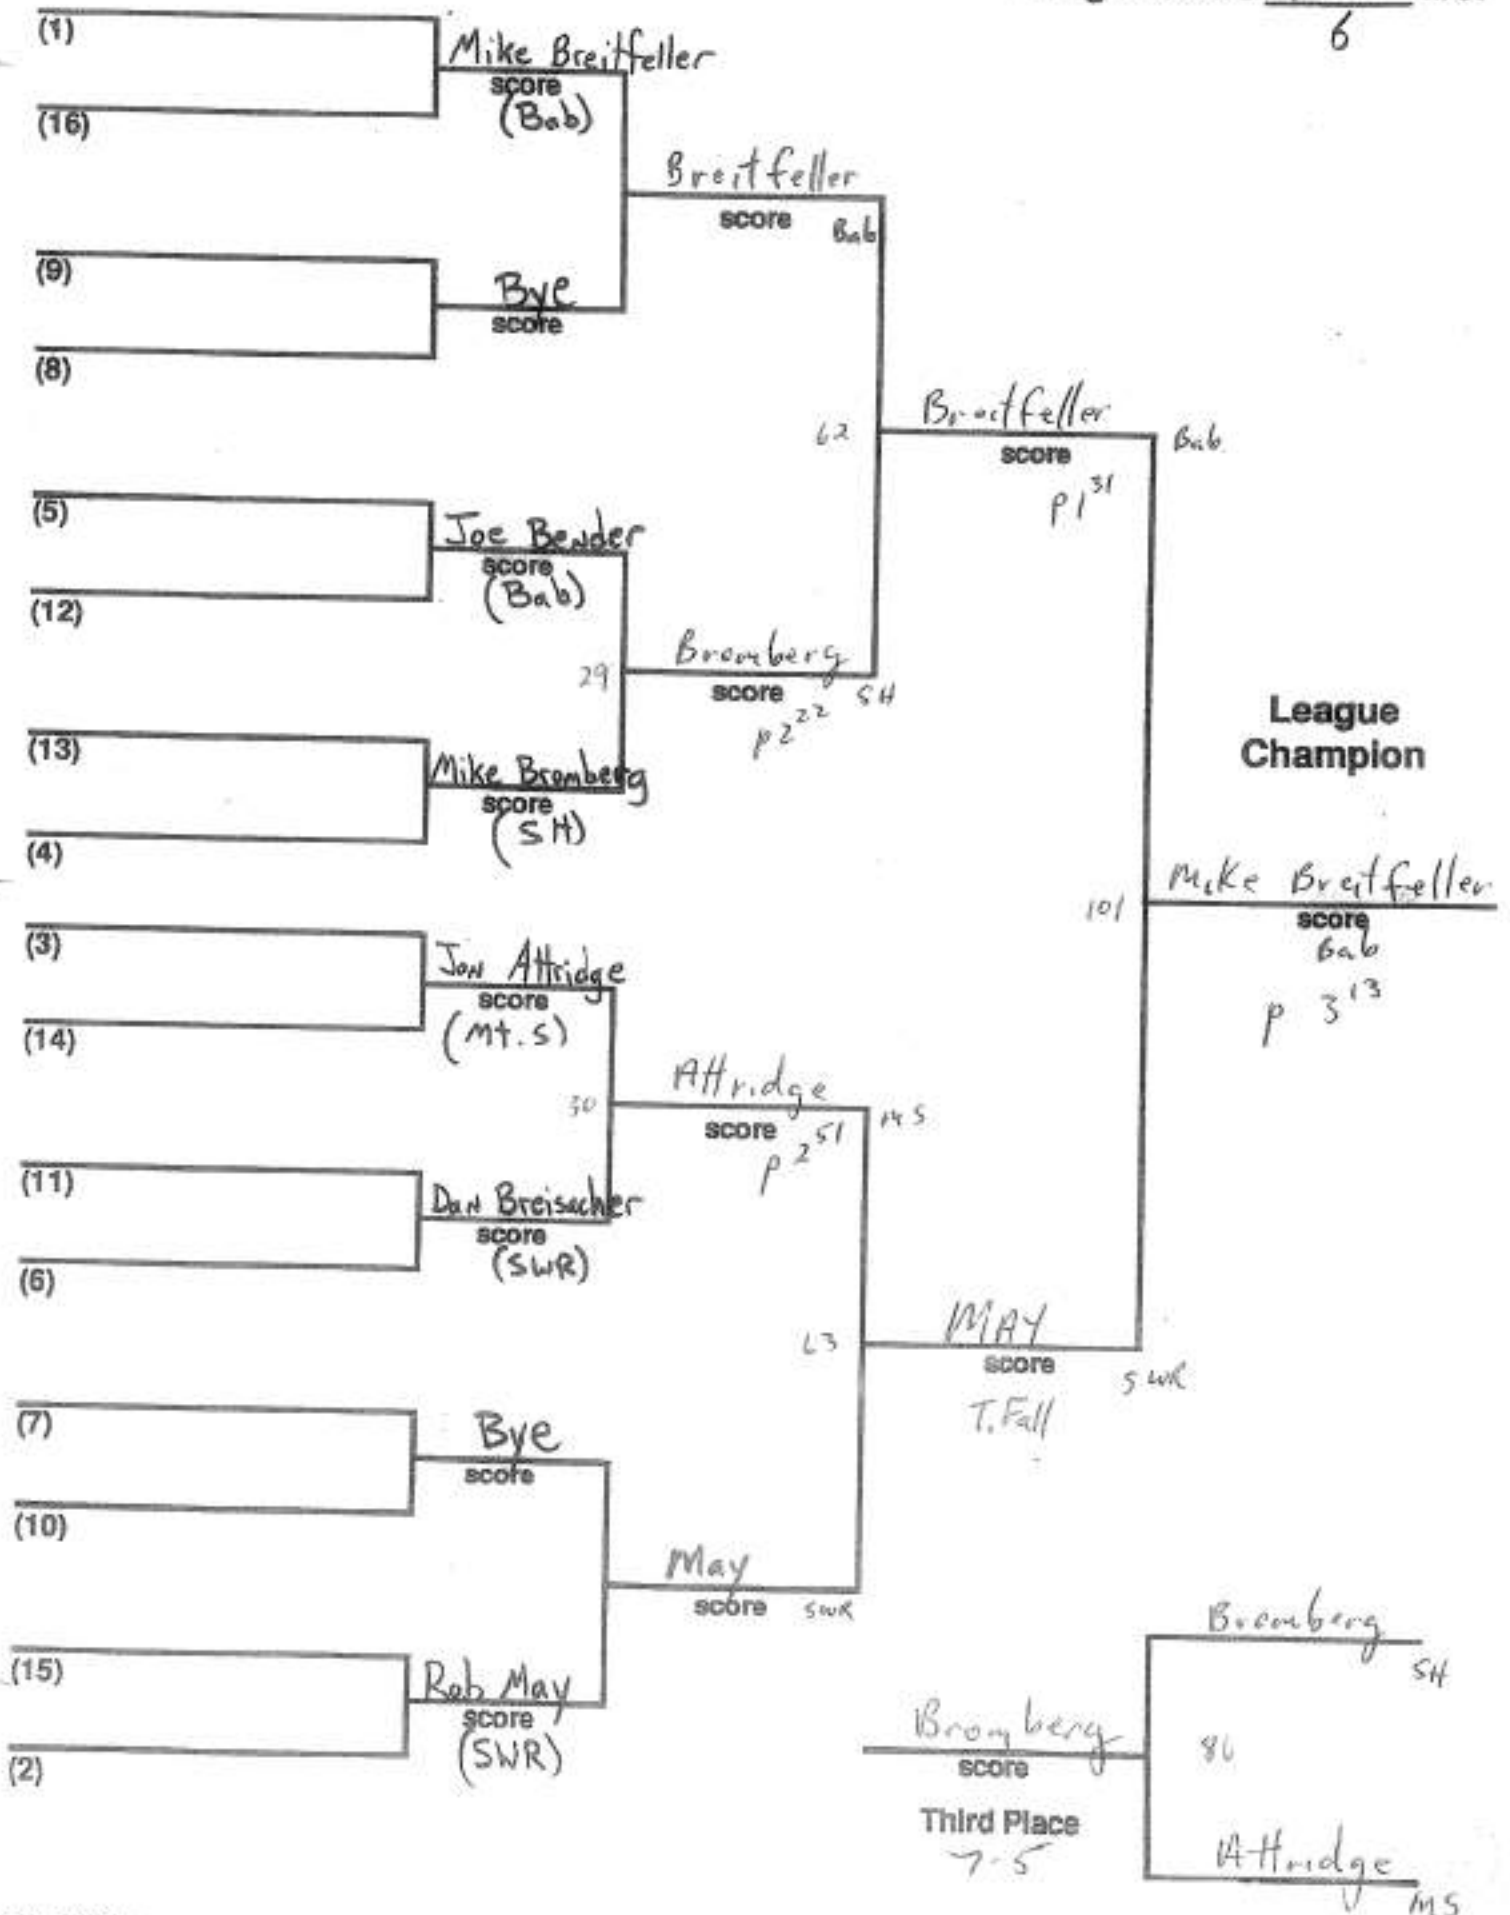 6
(1)
Mike Breitfeller
score
(Bab)
(16)
Breitfeller
score
Bab
(9)
Bye
score
(8)
62
Breitfeller
score
Bab.
p 1 31
(5)
Joe Bender
score
(Bab)
(12)
29
Bromberg
score
SH
p 2 22
(13)
Mike Bromberg
score
(SH)
(4)
League
Champion
101
Mike Breitfeller
score
Bab
p 3 13
(3)
Jon Attridge
score
(Mt. S)
(14)
30
Attridge
score
MS
p 2 51
(11)
Dan Breisacher
score
(SWR)
(6)
63
MAY
score
SWR
T. Fall
(7)
Bye
score
(10)
May
score
SWR
(15)
Rob May
score
(SWR)
(2)
Bromberg
SH
Bromberg
score
Third Place
7-5
Attridge
MS